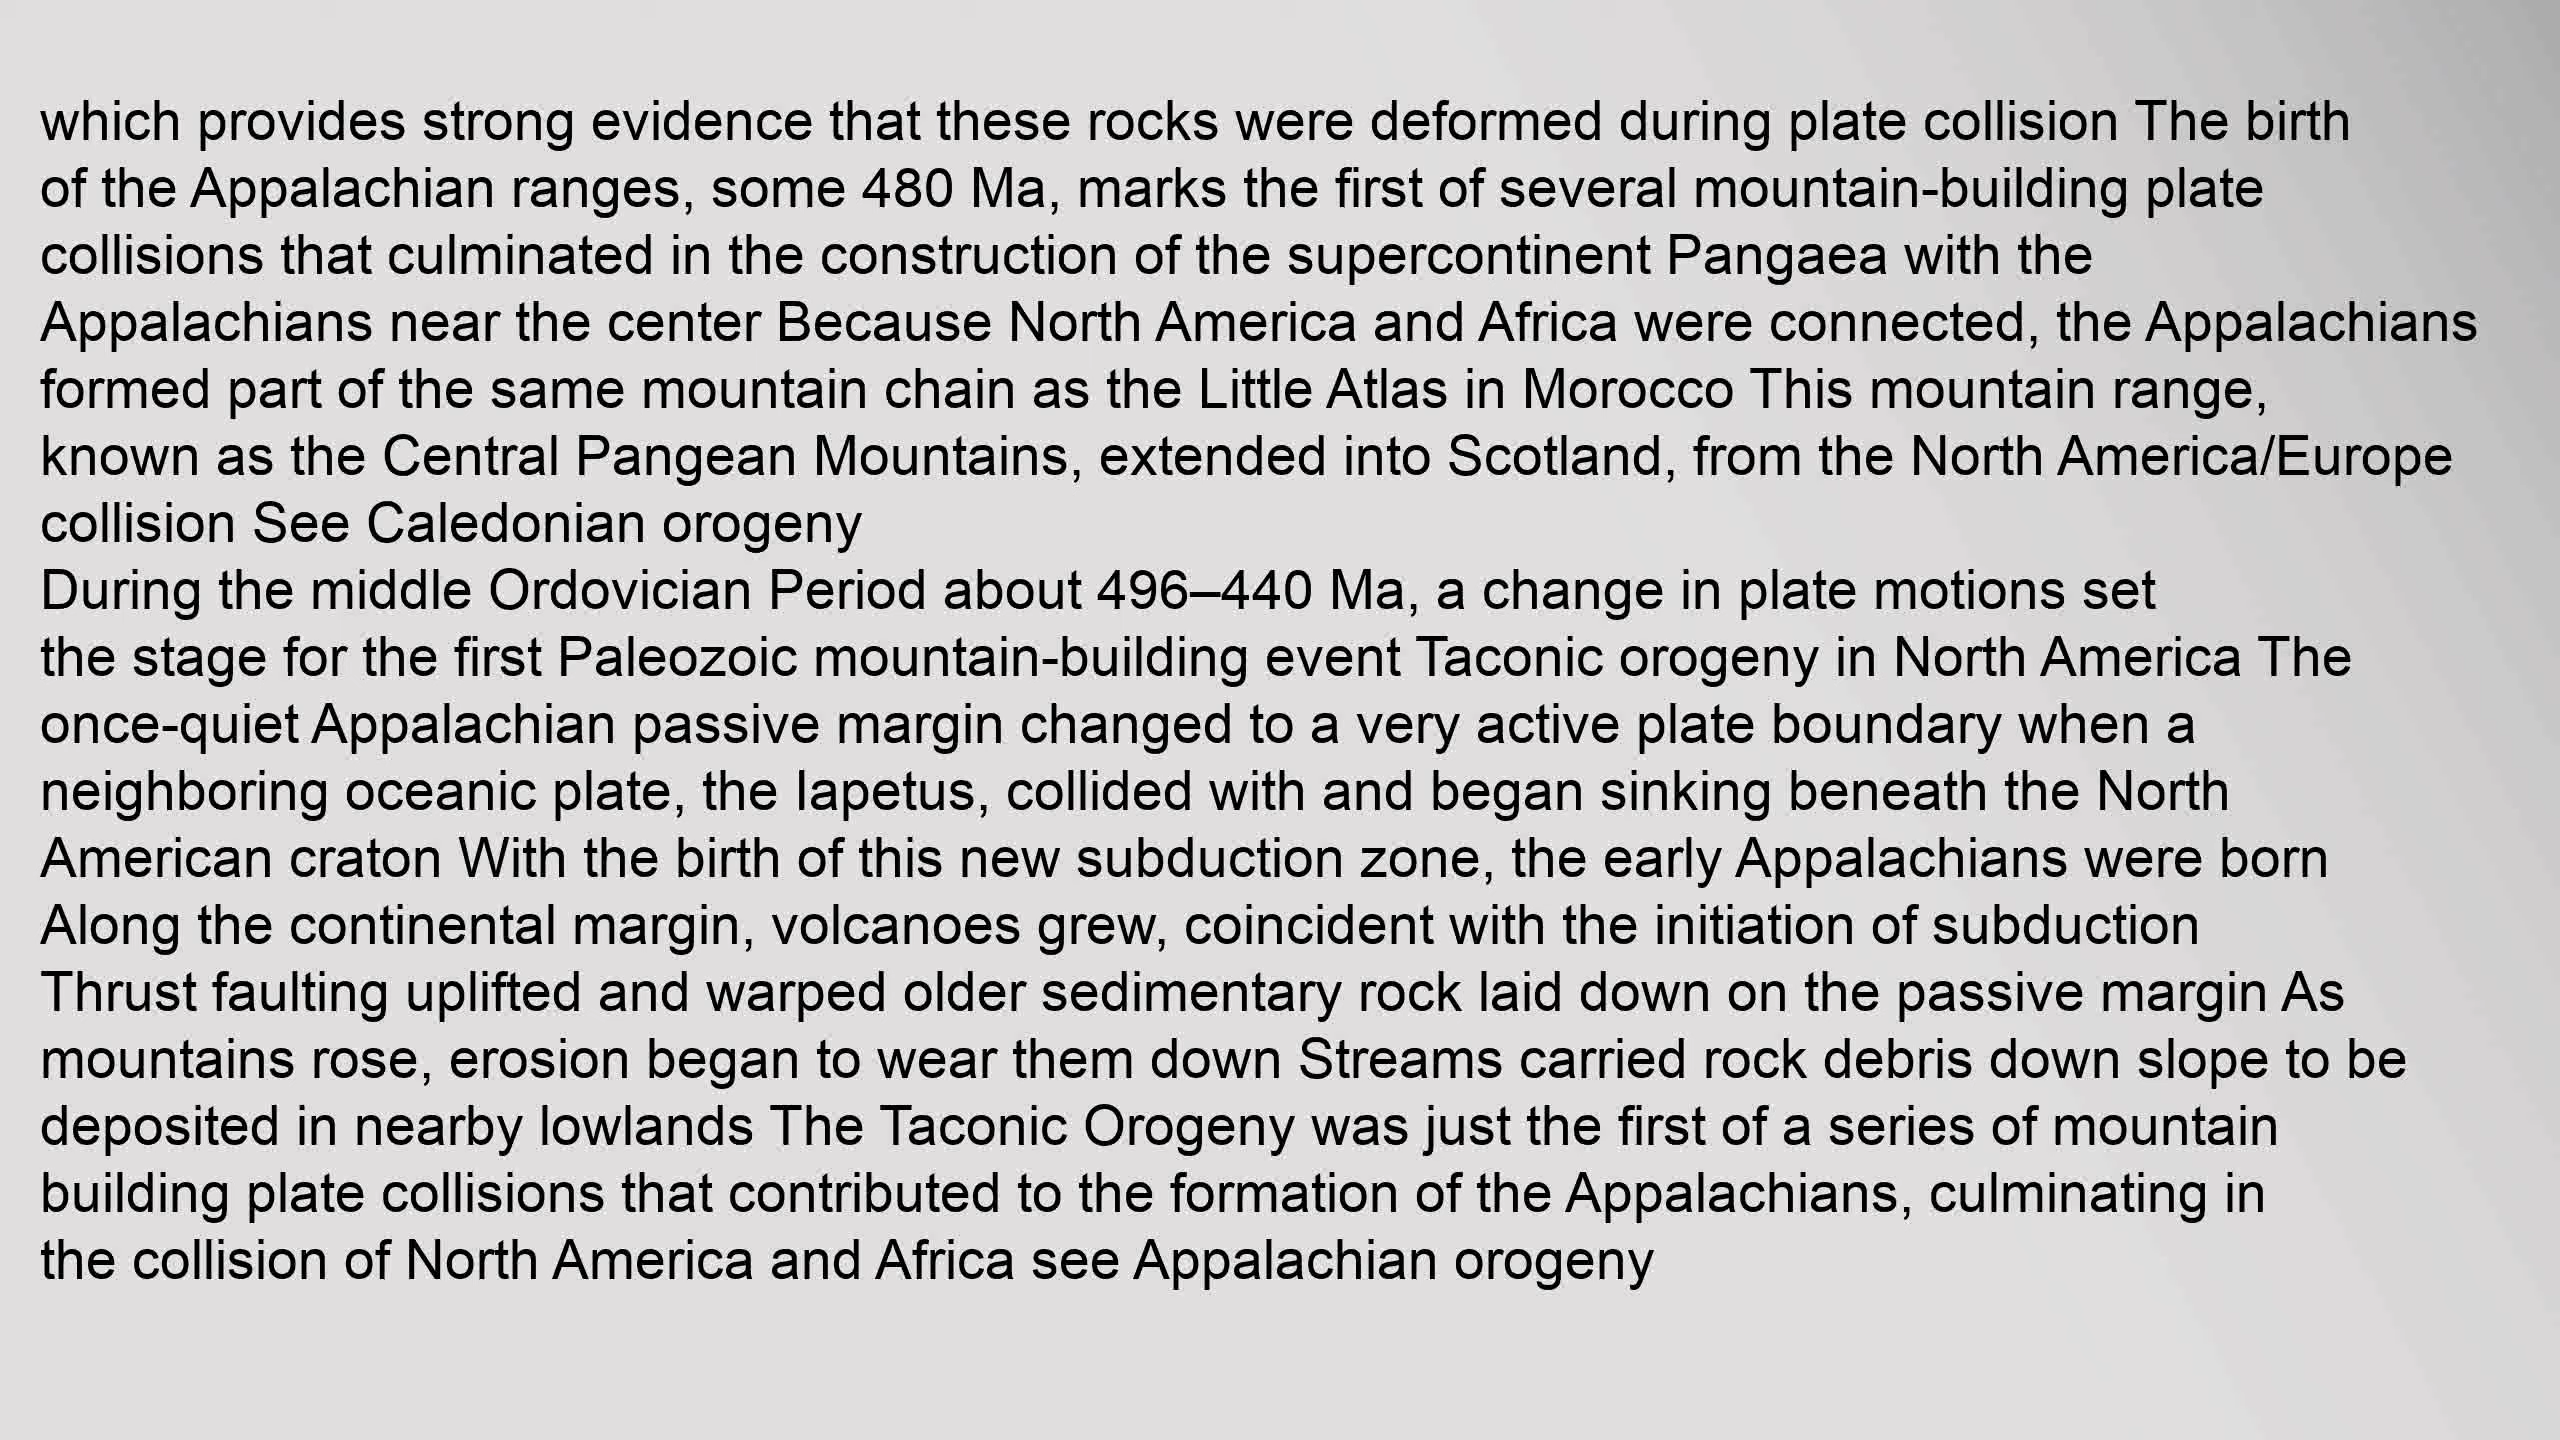 which provides strong evidence that these rocks were deformed during plate collision The birth
of the Appalachian ranges, some 480 Ma, marks the first of several mountain-building plate
collisions that culminated in the construction of the supercontinent Pangaea with the
Appalachians near the center Because North America and Africa were connected, the Appalachians
formed part of the same mountain chain as the Little Atlas in Morocco This mountain range,
known as the Central Pangean Mountains, extended into Scotland, from the North America/Europe
collision See Caledonian orogeny
During the middle Ordovician Period about 496–440 Ma, a change in plate motions set
the stage for the first Paleozoic mountain-building event Taconic orogeny in North America The
once-quiet Appalachian passive margin changed to a very active plate boundary when a
neighboring oceanic plate, the Iapetus, collided with and began sinking beneath the North
American craton With the birth of this new subduction zone, the early Appalachians were born
Along the continental margin, volcanoes grew, coincident with the initiation of subduction
Thrust faulting uplifted and warped older sedimentary rock laid down on the passive margin As
mountains rose, erosion began to wear them down Streams carried rock debris down slope to be
deposited in nearby lowlands The Taconic Orogeny was just the first of a series of mountain
building plate collisions that contributed to the formation of the Appalachians, culminating in
the collision of North America and Africa see Appalachian orogeny